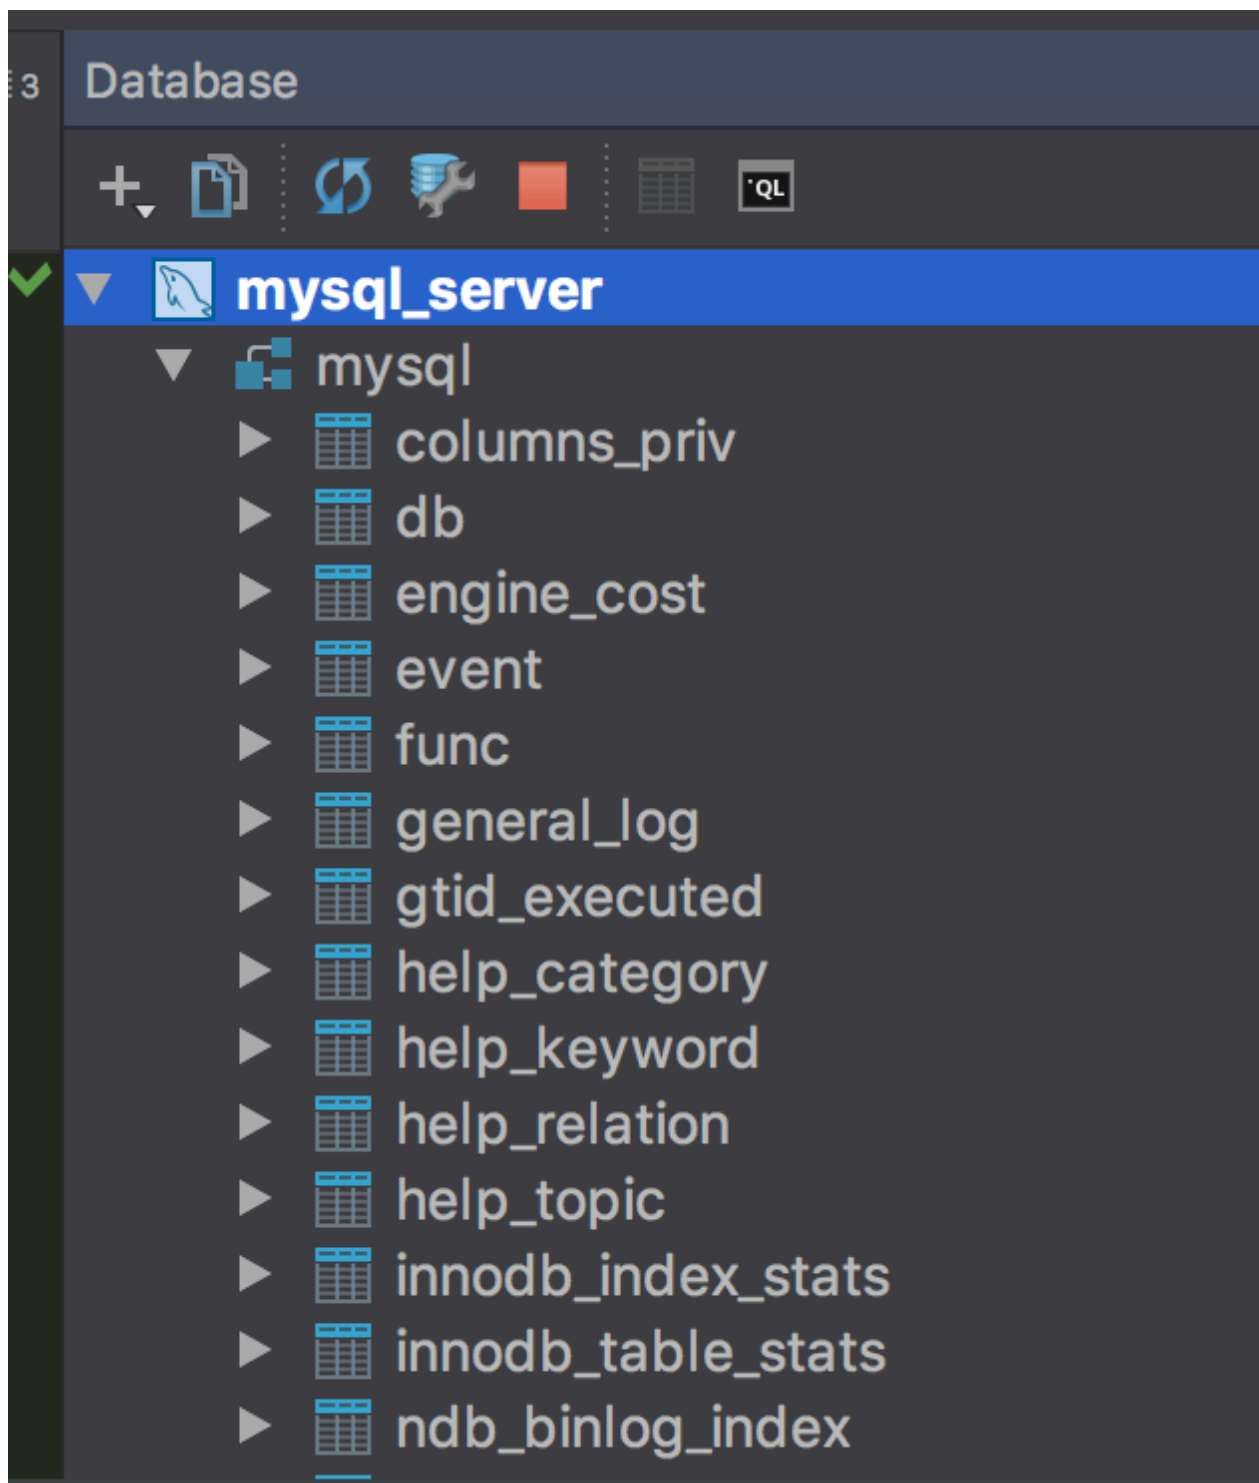 3
Database
QL
mysql_server
mysql
columns_priv
db
engine_cost
event
func
general_log
gtid_executed
help_category
help_keyword
help_relation
help_topic
innodb_index_stats
innodb_table_stats
ndb_binlog_index